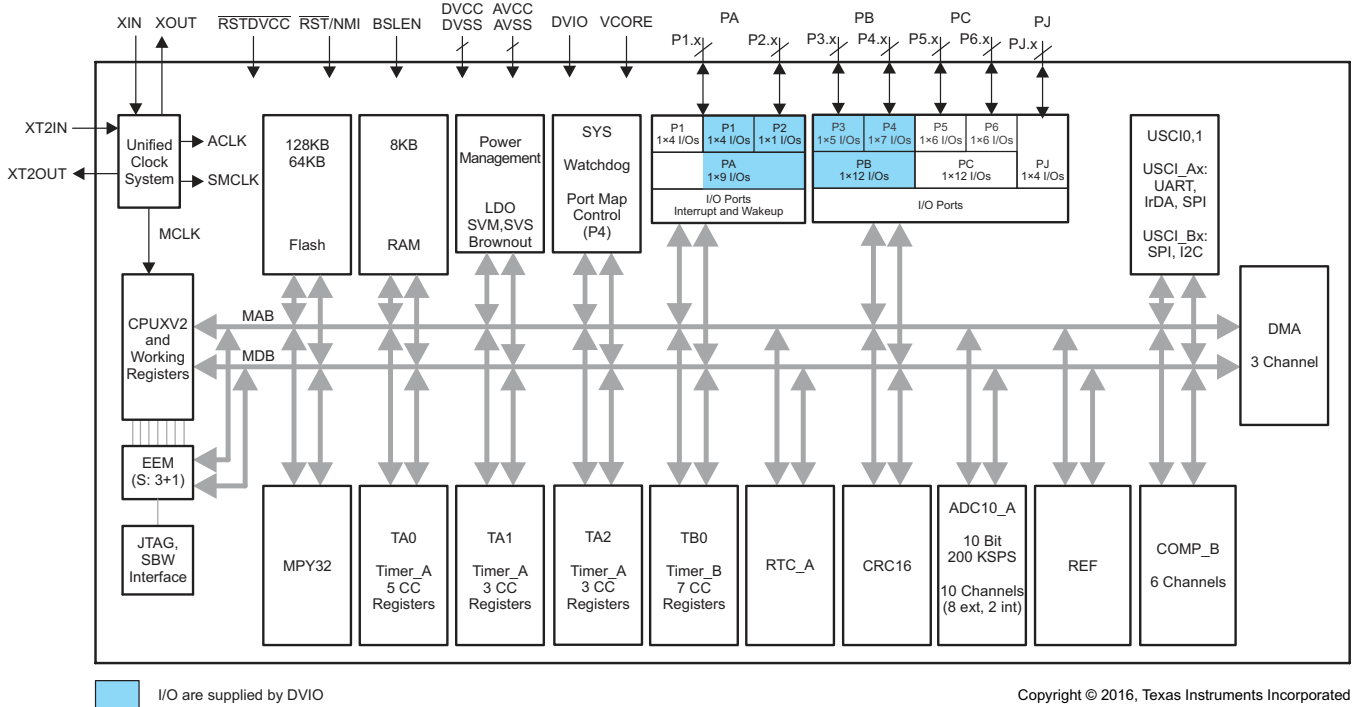 XIN
XOUT
RSTDVCC
RST/NMI
BSLEN
DVCC
DVSS
AVCC
AVSS
DVIO
VCORE
PA
P1.x
P2.x
PB
P3.x
P4.x
PC
P5.x
P6.x
PJ
PJ.x
XT2IN
XT2OUT
Unified
Clock
System
ACLK
SMCLK
MCLK
128KB
64KB
Flash
8KB
RAM
Power
Management
LDO
SVM,SVS
Brownout
SYS
Watchdog
Port Map
Control
(P4)
P1
1×4 I/Os
P1
1×4 I/Os
P2
1×1 I/Os
PA
1×9 I/Os
I/O Ports
Interrupt and Wakeup
P3
1×5 I/Os
P4
1×7 I/Os
P5
1×6 I/Os
P6
1×6 I/Os
PB
1×12 I/Os
PC
1×12 I/Os
PJ
1×4 I/Os
I/O Ports
USCI0,1
USCI_Ax:
UART,
IrDA, SPI
USCI_Bx:
SPI, I2C
CPUXV2
and
Working
Registers
MAB
MDB
DMA
3 Channel
EEM
(S: 3+1)
JTAG,
SBW
Interface
MPY32
TA0
Timer_A
5 CC
Registers
TA1
Timer_A
3 CC
Registers
TA2
Timer_A
3 CC
Registers
TB0
Timer_B
7 CC
Registers
RTC_A
CRC16
ADC10_A
10 Bit
200 KSPS
10 Channels
(8 ext, 2 int)
REF
COMP_B
6 Channels
I/O are supplied by DVIO
Copyright © 2016, Texas Instruments Incorporated